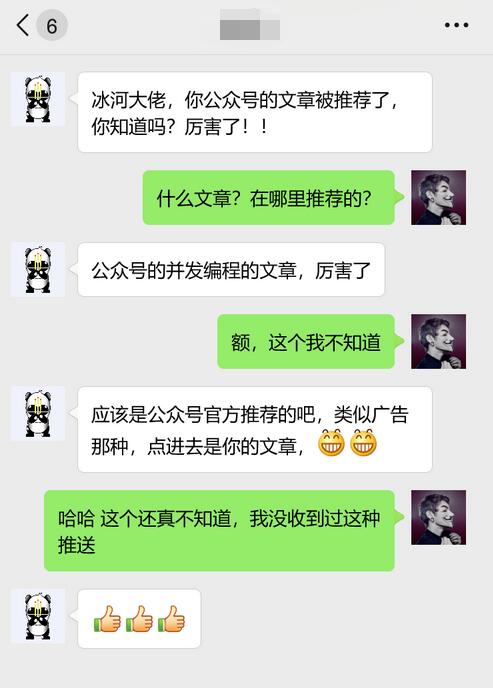 6
冰河大佬，你公众号的文章被推荐了，
你知道吗？厉害了！！
什么文章？在哪里推荐的？
公众号的并发编程的文章，厉害了
额，这个我不知道
应该是公众号官方推荐的吧，类似广告
那种，点进去是你的文章，
哈哈 这个还真不知道，我没收到过这种
推送